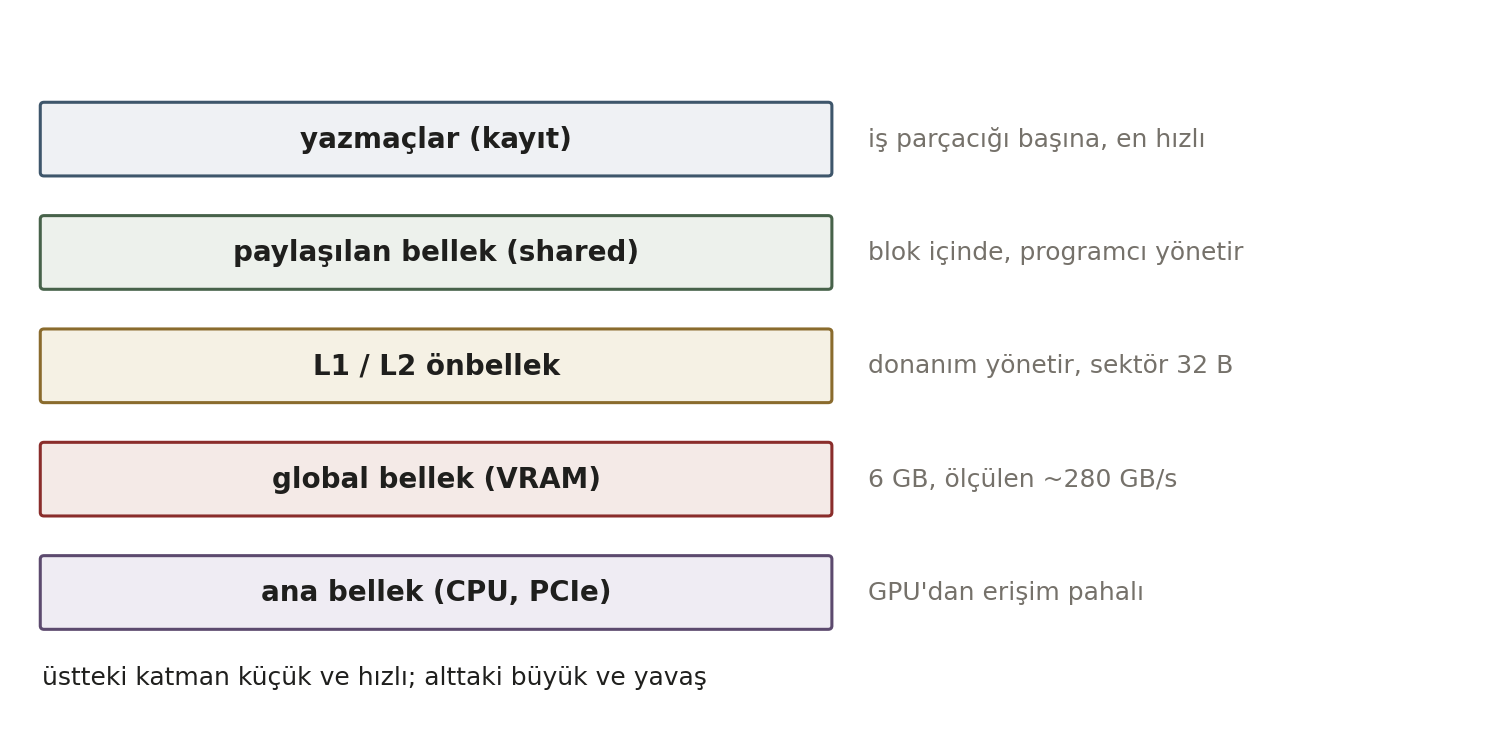 yazmaçlar (kayıt)
iş parçacığı başına, en hızlı
paylaşılan bellek (shared)
blok içinde, programcı yönetir
L1 / L2 önbellek
donanım yönetir, sektör 32 B
global bellek (VRAM)
6 GB, ölçülen ~280 GB/s
ana bellek (CPU, PCIe)
GPU'dan erişim pahalı
üstteki katman küçük ve hızlı; alttaki büyük ve yavaş